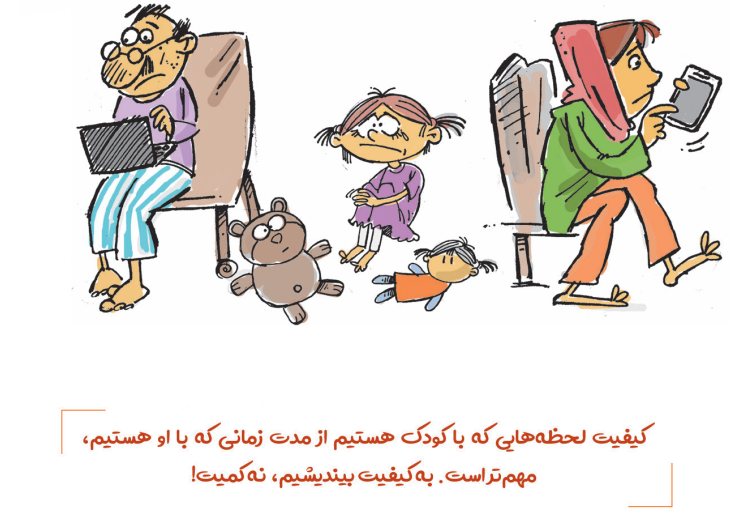 کیفیت لحظه‌هایی که با کودک هستیم از مدت زمانی که با او هستیم،
مهم‌تر است. به کیفیت بیندیشیم، نه کمیت!